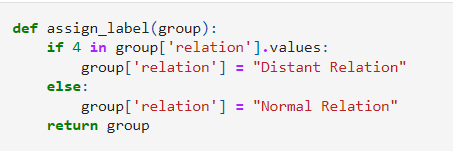 def assign_label(group):
    if 4 in group['relation'].values:
        group['relation'] = "Distant Relation"
    else:
        group['relation'] = "Normal Relation"
    return group